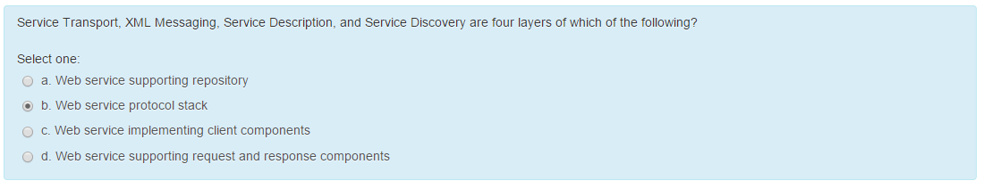 Service Transport, XML Messaging, Service Description, and Service Discovery are four layers of which of the following?
Select one:
a. Web service supporting repository
b. Web service protocol stack
c. Web service implementing client components
d. Web service supporting request and response components